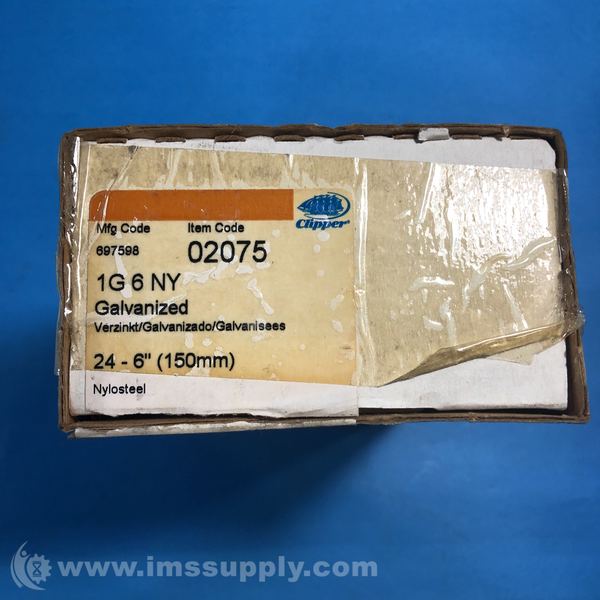 Clipper
Mfg Code Item Code
697598 02075
1G 6 NY
Galvanized
Verzinkt/Galvanizado/Galvanisees
24 - 6" (150mm)
Nylosteel
www.imssupply.com